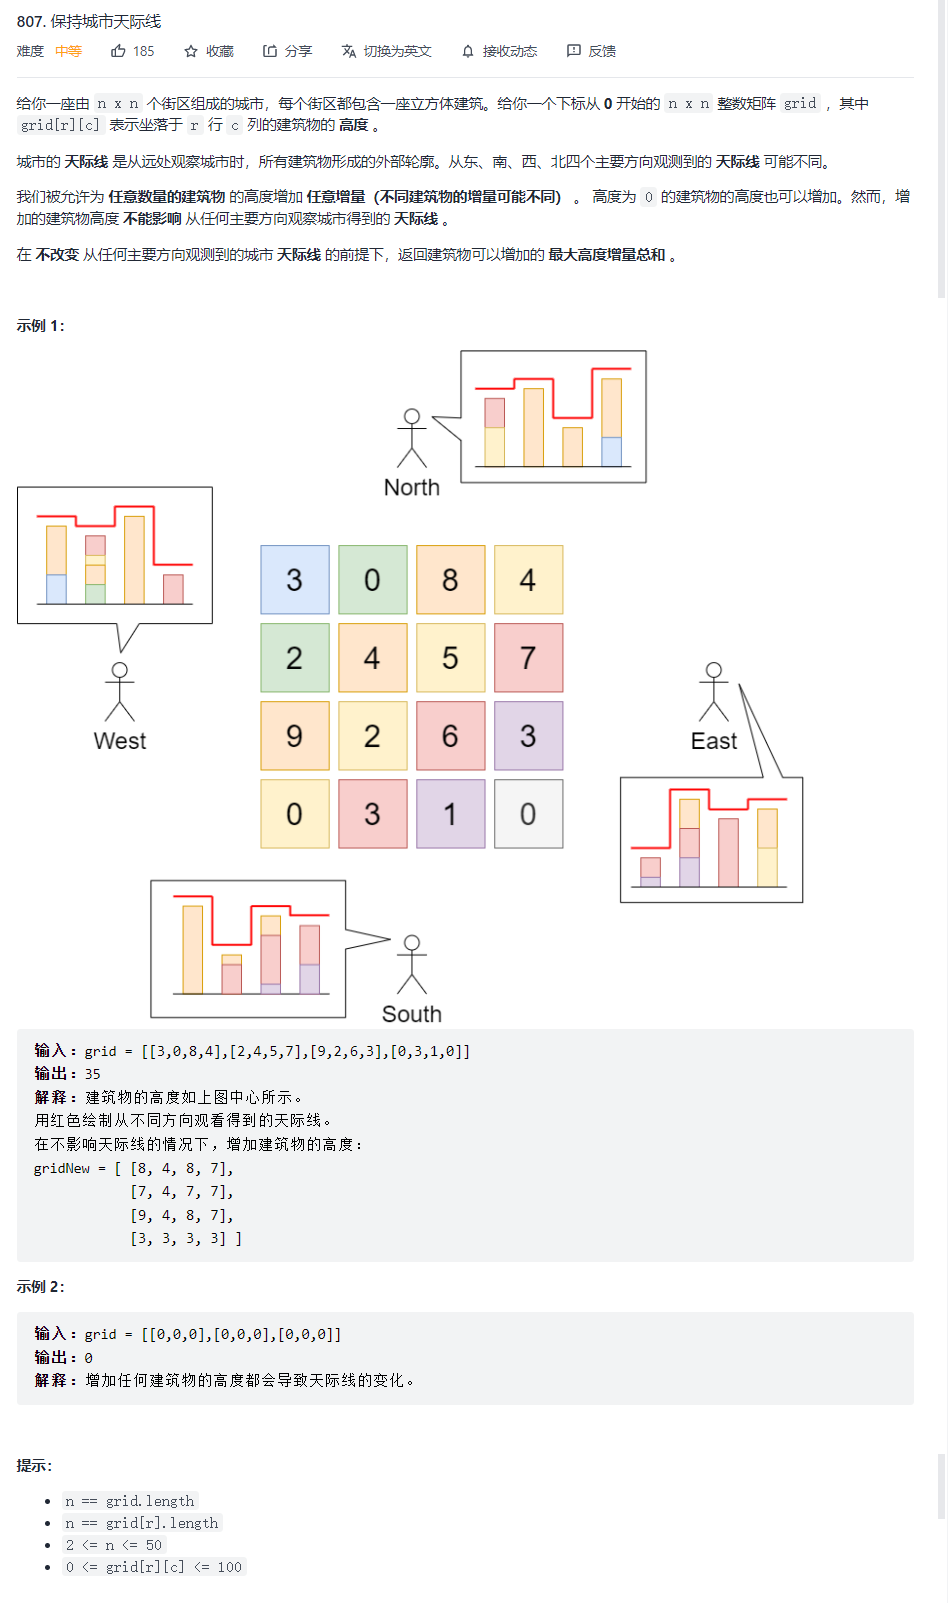 807. 保持城市天际线
难度 中等 185 收藏 分享 切换为英文 接收动态 反馈
给你一座由 n x n 个街区组成的城市，每个街区都包含一座立方体建筑。给你一个下标从 0 开始的 n x n 整数矩阵 grid ，其中
grid[r][c] 表示坐落于 r 行 c 列的建筑物的 高度 。
城市的 天际线 是从远处观察城市时，所有建筑物形成的外部轮廓。从东、南、西、北四个主要方向观测到的 天际线 可能不同。
我们被允许为 任意数量的建筑物 的高度增加 任意增量（不同建筑物的增量可能不同） 。 高度为 0 的建筑物的高度也可以增加。然而，增
加的建筑物高度 不能影响 从任何主要方向观察城市得到的 天际线 。
在 不改变 从任何主要方向观测到的城市 天际线 的前提下，返回建筑物可以增加的 最大高度增量总和 。
示例 1：
North
3 0 8 4
2 4 5 7
West
9 2 6 3
East
0 3 1 0
South
输入：grid = [[3,0,8,4],[2,4,5,7],[9,2,6,3],[0,3,1,0]]
输出：35
解释：建筑物的高度如上图中心所示。
用红色绘制从不同方向观看得到的天际线。
在不影响天际线的情况下，增加建筑物的高度：
gridNew = [ [8, 4, 8, 7],
[7, 4, 7, 7],
[9, 4, 8, 7],
[3, 3, 3, 3] ]
示例 2：
输入：grid = [[0,0,0],[0,0,0],[0,0,0]]
输出：0
解释：增加任何建筑物的高度都会导致天际线的变化。
提示：
n == grid.length
n == grid[r].length
2 <= n <= 50
0 <= grid[r][c] <= 100